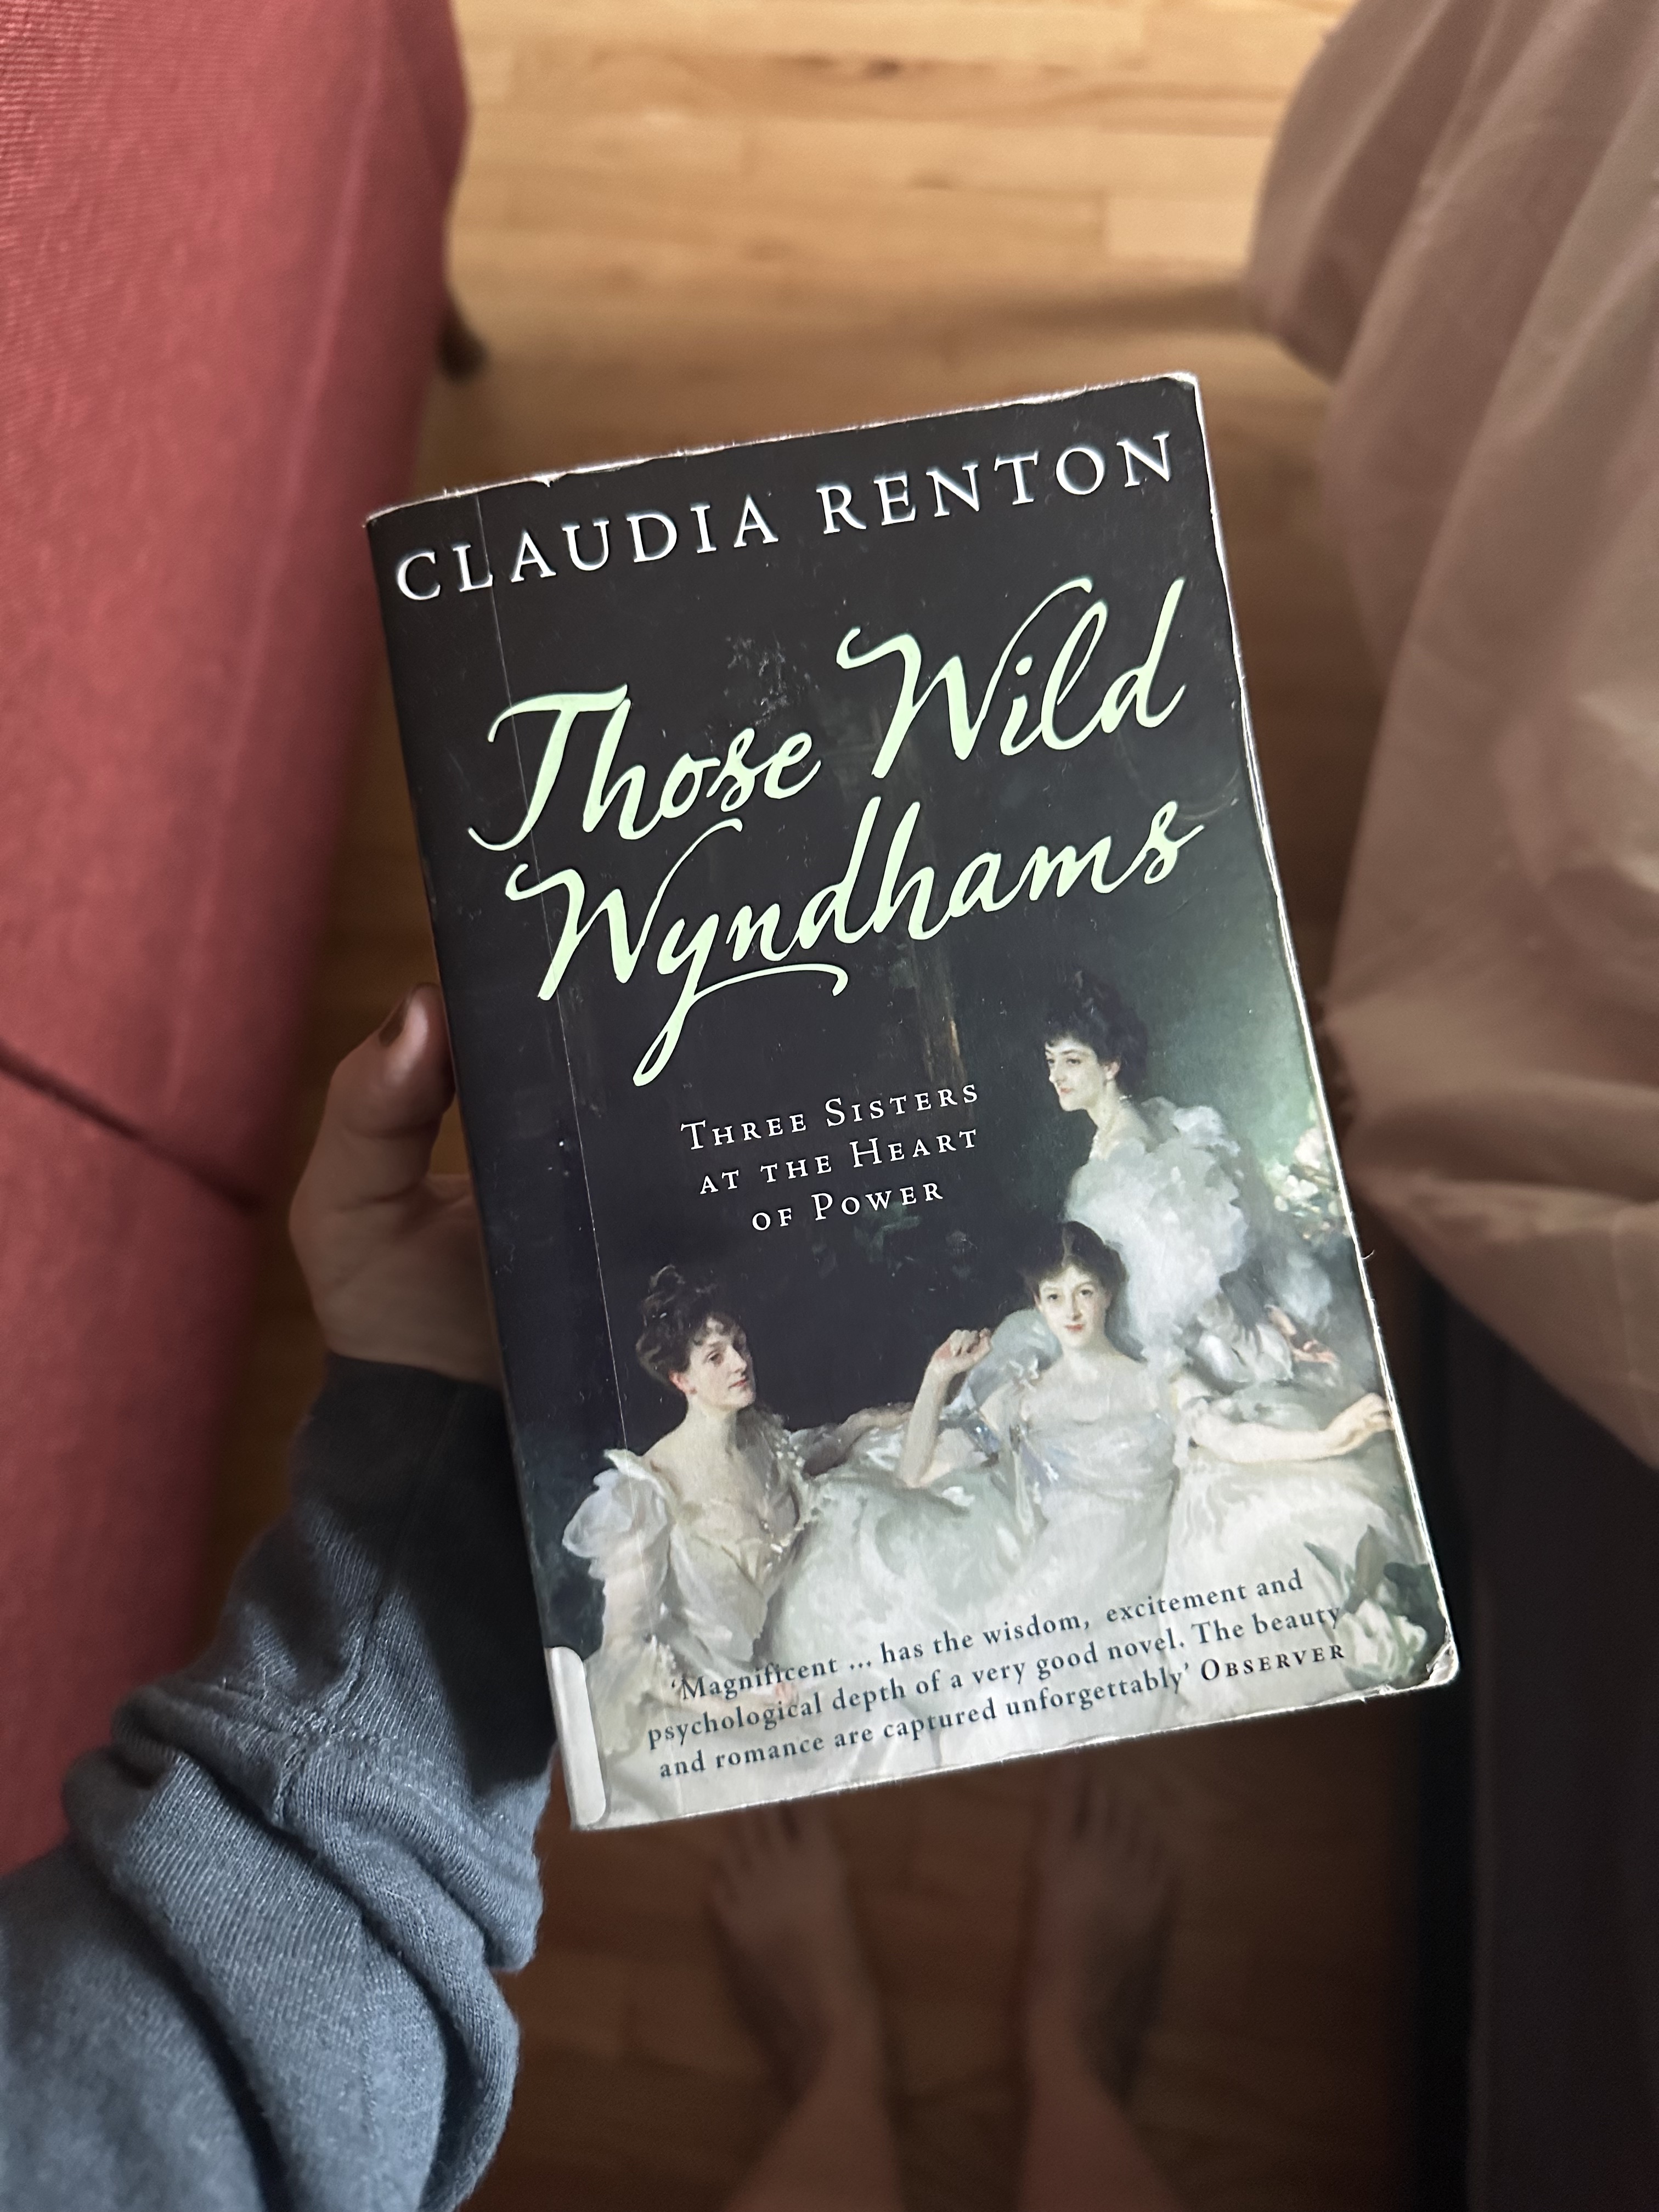 CLAUDIA RENTON
Those Wild
Wyndhams
THREE SISTERS
AT THE HEART
OF POWER
‘Magnificent ... has the wisdom, excitement and
psychological depth of a very good novel. The beauty
and romance are captured unforgettably’ OBSERVER